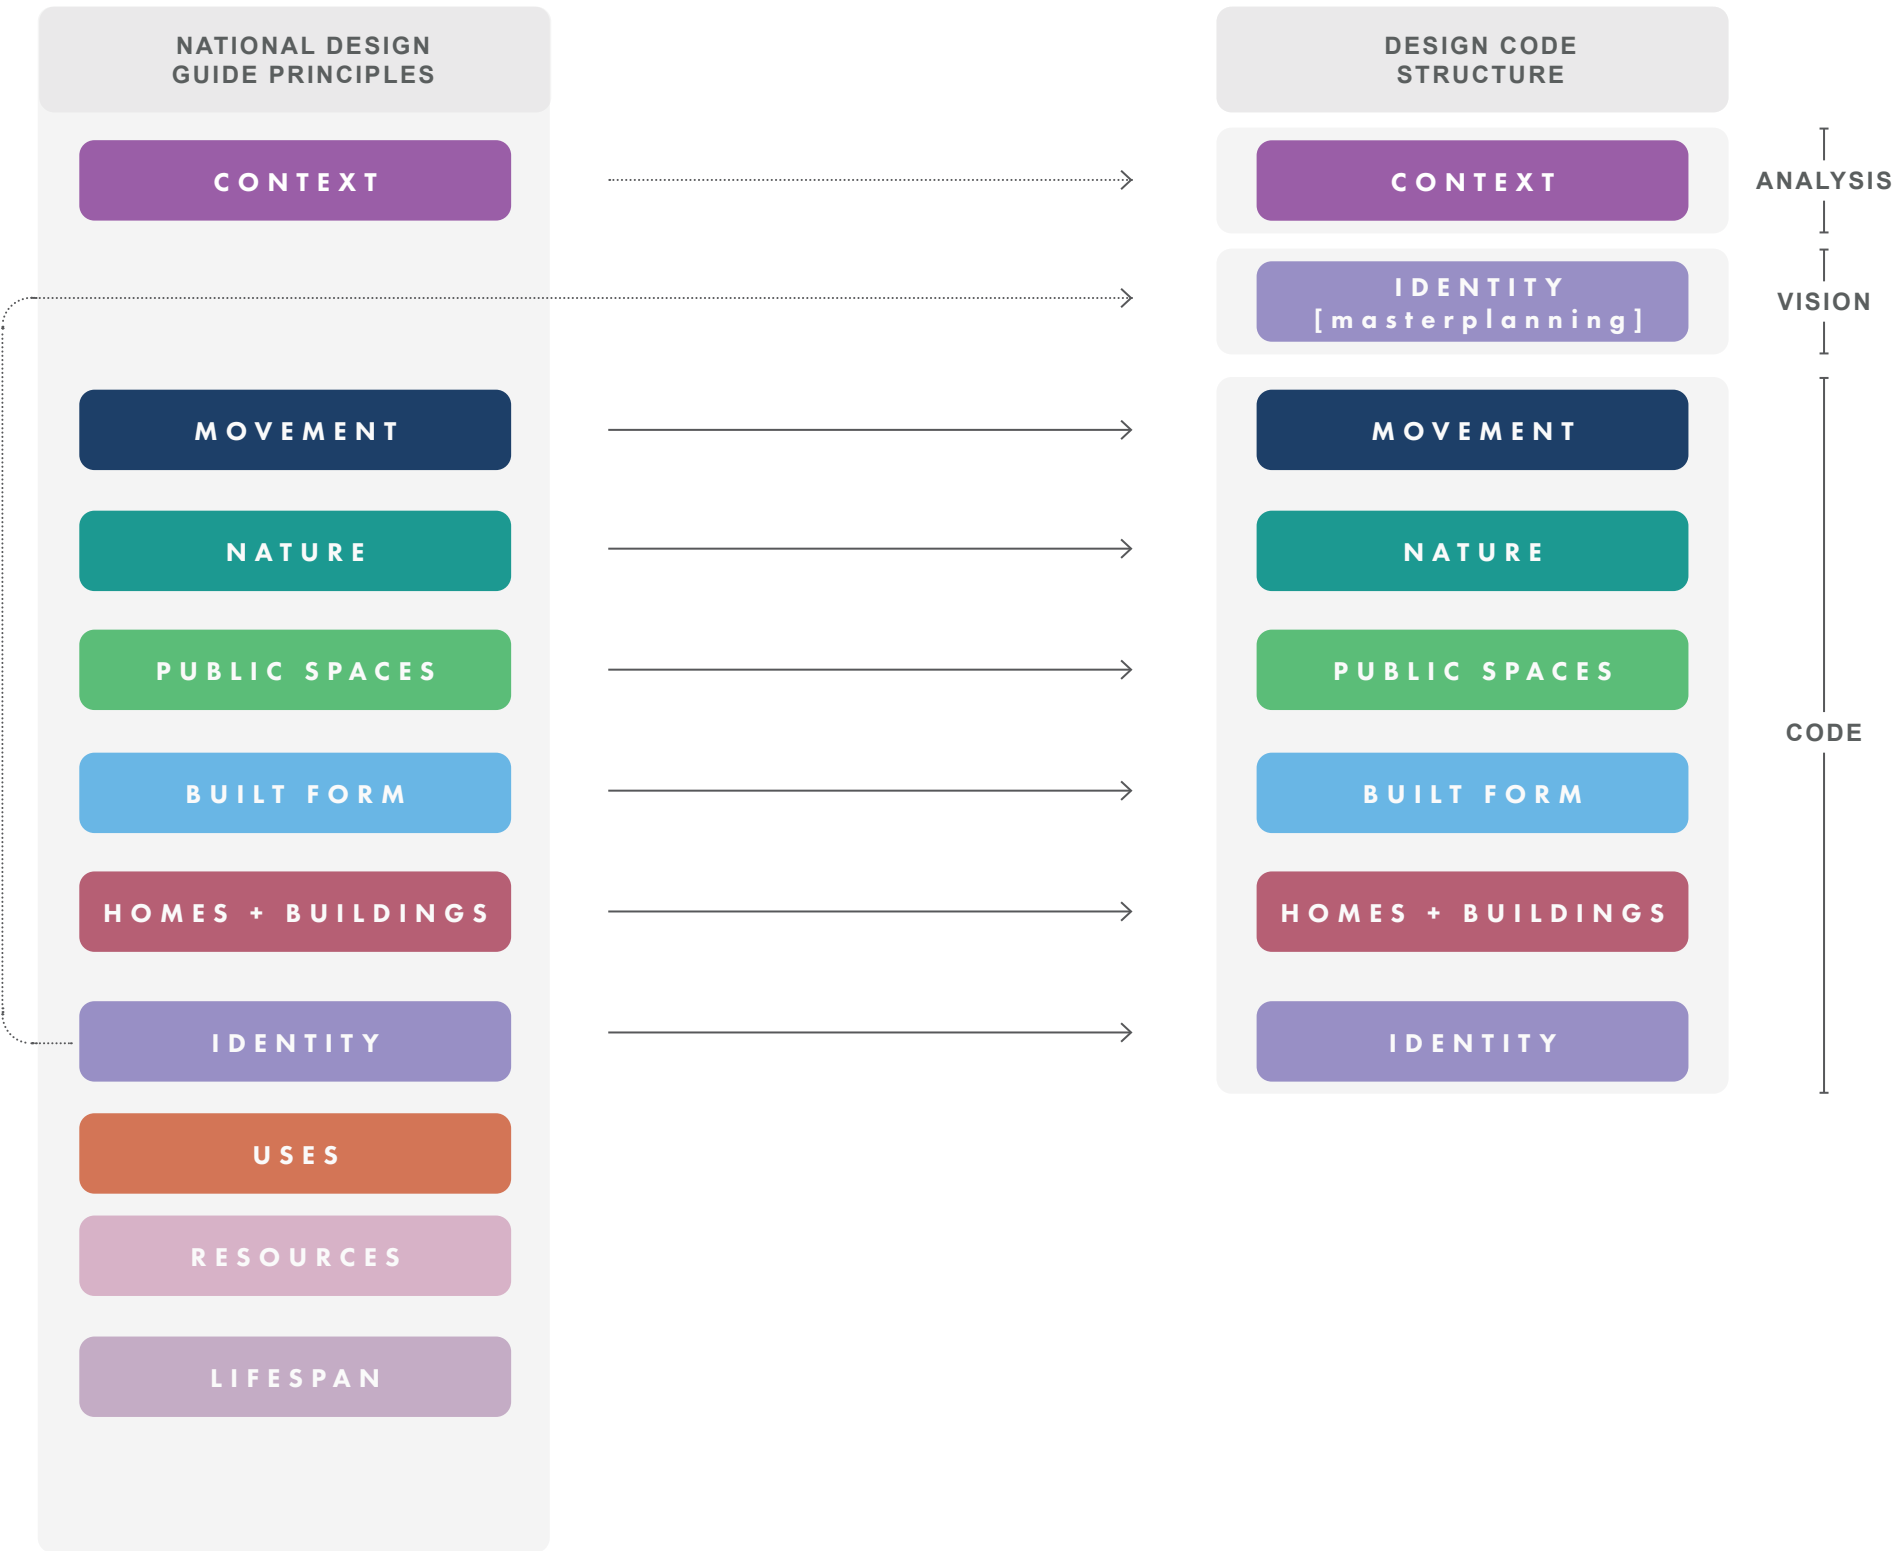 NATIONAL DESIGN
GUIDE PRINCIPLES
CONTEXT
MOVEMENT
NATURE
PUBLIC SPACES
BUILT FORM
HOMES + BUILDINGS
IDENTITY
USES
RESOURCES
LIFESPAN
DESIGN CODE
STRUCTURE
CONTEXT
IDENTITY
[masterplanning]
MOVEMENT
NATURE
PUBLIC SPACES
BUILT FORM
HOMES + BUILDINGS
IDENTITY
ANALYSIS
VISION
CODE